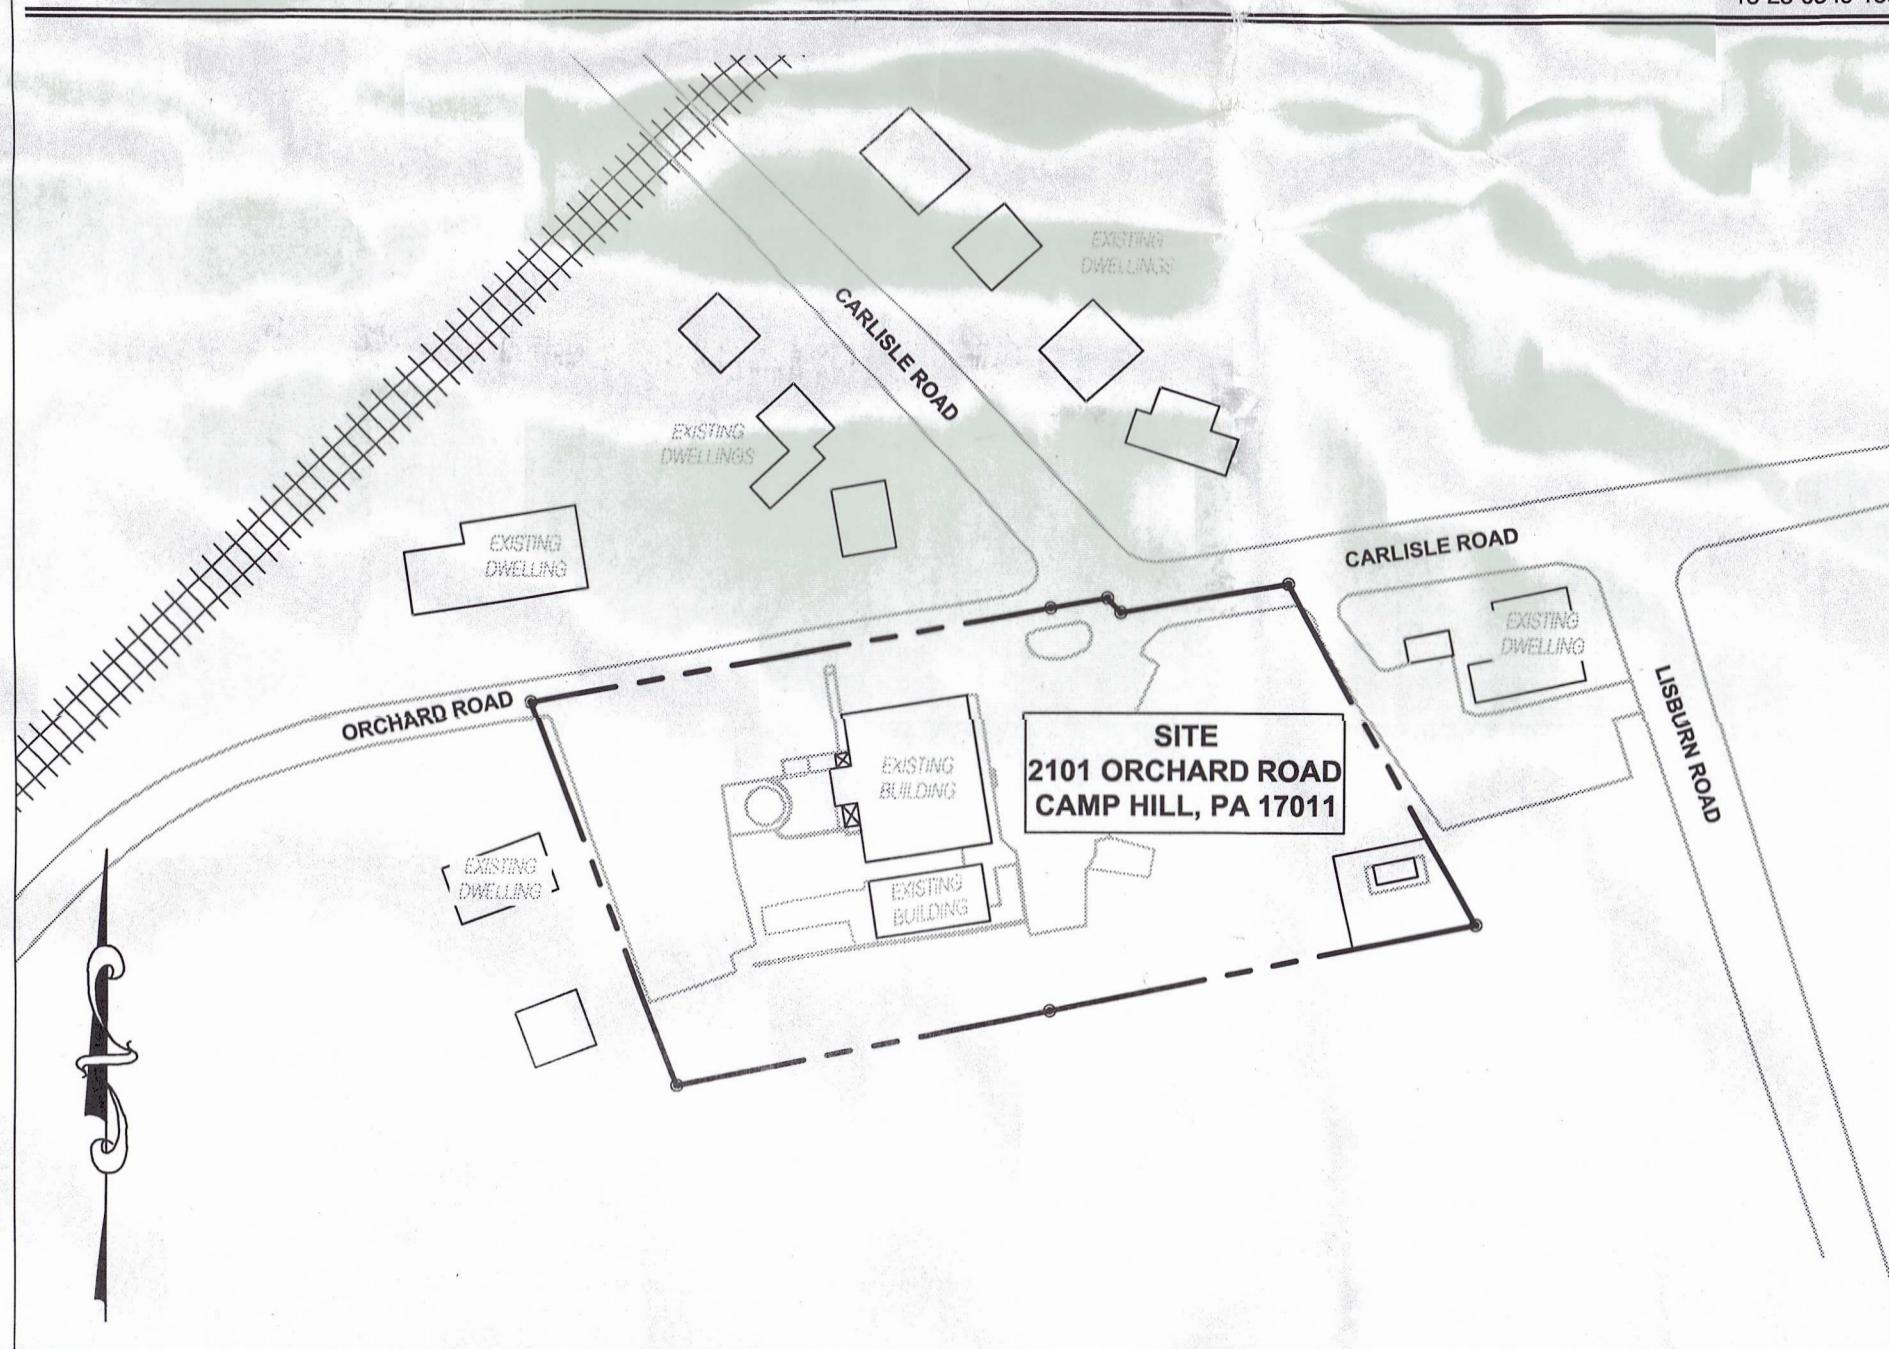 EXISTING
DWELLINGS
CARLISLE ROAD
EXISTING
DWELLINGS
EXISTING
DWELLING
CARLISLE ROAD
EXISTING
DWELLING
ORCHARD ROAD
LISBURN ROAD
SITE
2101 ORCHARD ROAD
CAMP HILL, PA 17011
EXISTING
BUILDING
EXISTING
DWELLING
EXISTING
BUILDING